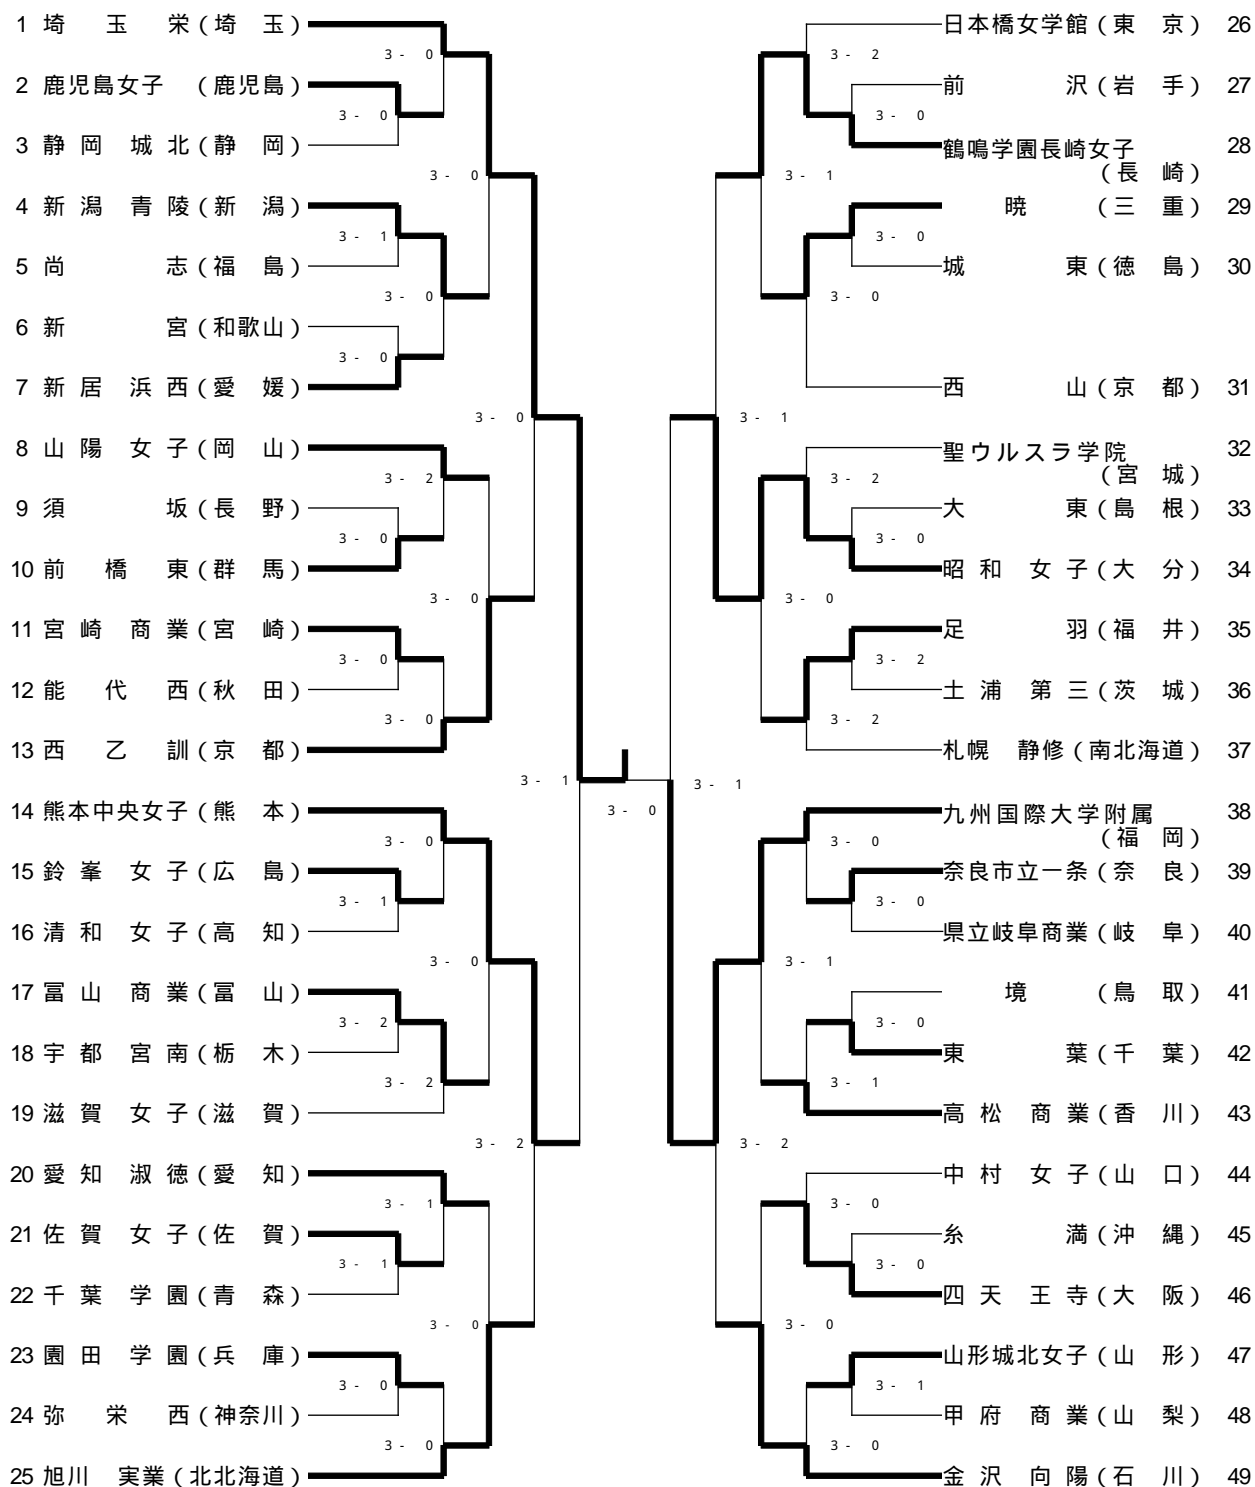 1 埼玉栄(埼玉)
3 - 0
2 鹿児島女子(鹿児島)
3 - 0
3 静岡城北(静岡)
3 - 0
4 新潟青陵(新潟)
3 - 1
5 尚志(福島)
3 - 0
6 新宮(和歌山)
3 - 0
7 新居浜西(愛媛)
3 - 0
8 山陽女子(岡山)
3 - 2
9 須坂(長野)
3 - 0
10 前橋東(群馬)
3 - 0
11 宮崎商業(宮崎)
3 - 0
12 能代西(秋田)
3 - 0
13 西乙訓(京都)
3 - 1
14 熊本中央女子(熊本)
3 - 0
15 鈴峯女子(広島)
3 - 1
16 清和女子(高知)
3 - 0
17 冨山商業(冨山)
3 - 2
18 宇都宮南(栃木)
3 - 2
19 滋賀女子(滋賀)
3 - 2
20 愛知淑徳(愛知)
3 - 1
21 佐賀女子(佐賀)
3 - 1
22 千葉学園(青森)
3 - 0
23 園田学園(兵庫)
3 - 0
24 弥栄西(神奈川)
3 - 0
25 旭川実業(北北海道)
3 - 0
日本橋女学館(東京) 26
3 - 2
前沢(岩手) 27
3 - 0
鶴鳴学園長崎女子 28
(長崎)
3 - 1
暁(三重) 29
3 - 0
城東(徳島) 30
3 - 0
西山(京都) 31
3 - 1
聖ウルスラ学院 32
(宮城)
3 - 2
大東(島根) 33
3 - 0
昭和女子(大分) 34
3 - 0
足羽(福井) 35
3 - 2
土浦第三(茨城) 36
3 - 2
札幌静修(南北海道) 37
3 - 1
九州国際大学附属 38
(福岡)
3 - 0
奈良市立一条(奈良) 39
3 - 0
県立岐阜商業(岐阜) 40
3 - 1
境(鳥取) 41
3 - 0
東葉(千葉) 42
3 - 1
高松商業(香川) 43
3 - 2
中村女子(山口) 44
3 - 0
糸満(沖縄) 45
3 - 0
四天王寺(大阪) 46
3 - 0
山形城北女子(山形) 47
3 - 1
甲府商業(山梨) 48
3 - 0
金沢向陽(石川) 49